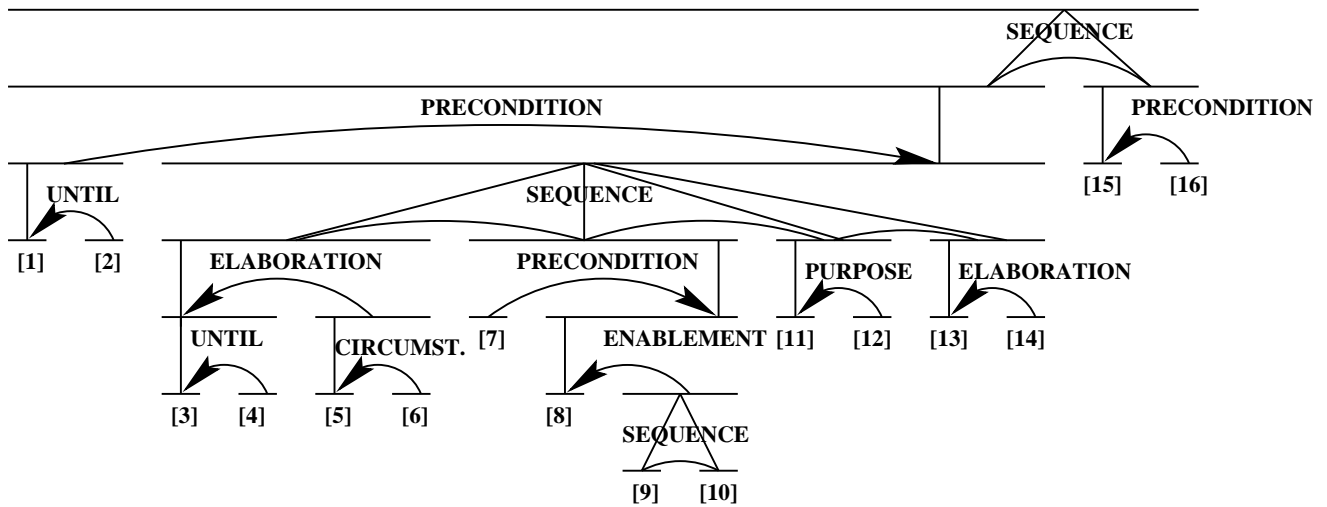 SEQUENCE
PRECONDITION PRECONDITION
[15] [16]
UNTIL SEQUENCE
[1] [2] ELABORATION PRECONDITION PURPOSE ELABORATION
UNTIL CIRCUMST. [7] ENABLEMENT [11] [12] [13] [14]
[3] [4] [5] [6] [8]
SEQUENCE
[9] [10]